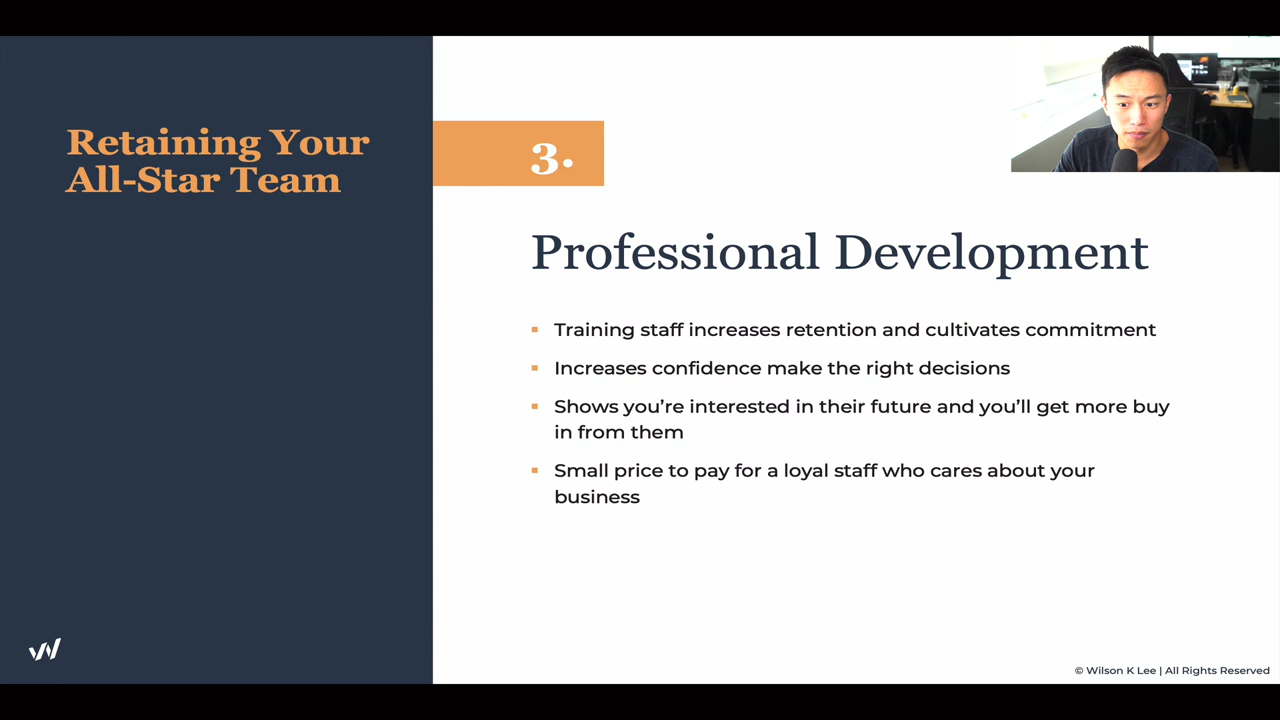 Retaining Your
All-Star Team
3.
Professional Development
▪ Training staff increases retention and cultivates commitment
▪ Increases confidence make the right decisions
▪ Shows you’re interested in their future and you’ll get more buy
in from them
▪ Small price to pay for a loyal staff who cares about your
business
© Wilson K Lee | All Rights Reserved